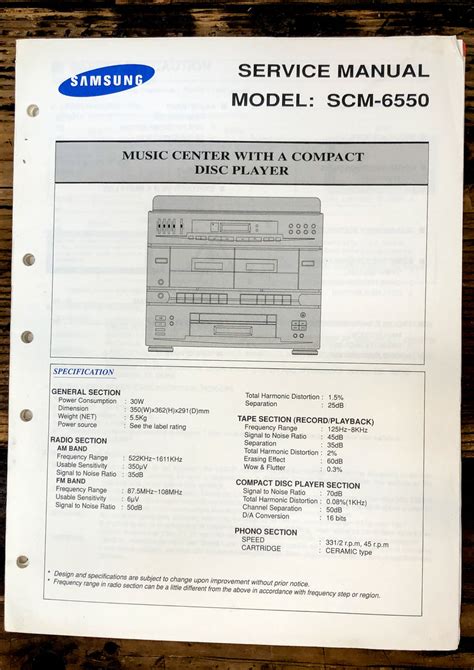 SAMSUNG
SERVICE MANUAL
MODEL: SCM-6550
MUSIC CENTER WITH A COMPACT
DISC PLAYER
SPECIFICATION
GENERAL SECTION
Power Consumption : 30W
Dimension : 350(W)x362(H)x291(D)mm
Weight (NET) : 5.5Kg
Power source : See the label rating
RADIO SECTION
AM BAND
Frequency Range : 522KHz~1611KHz
Usable Sensitivity : 350µV
Signal to Noise Ratio : 35dB
FM BAND
Frequency Range : 87.5MHz~108MHz
Usable Sensitivity : 6µV
Signal to Noise Ratio : 50dB
Total Harmonic Distortion : 1.5%
Separation : 25dB
TAPE SECTION (RECORD/PLAYBACK)
Frequency Range : 125Hz~8KHz
Signal to Noise Ratio : 45dB
Separation : 35dB
Total Harmonic Distortion : 2%
Erasing Effect : 60dB
Wow & Flutter : 0.3%
COMPACT DISC PLAYER SECTION
Signal to Noise Ratio : 70dB
Total Harmonic Distortion : 0.08%(1KHz)
Channel Separation : 50dB
D/A Conversion : 16 bits
PHONO SECTION
SPEED : 331/2 r.p.m, 45 r.p.m
CARTRIDGE : CERAMIC type
* Design and specifications are subject to change upon improvement without prior notice.
* Frequency range in radio section can be a little different from the above in accordance with frequency step or region.